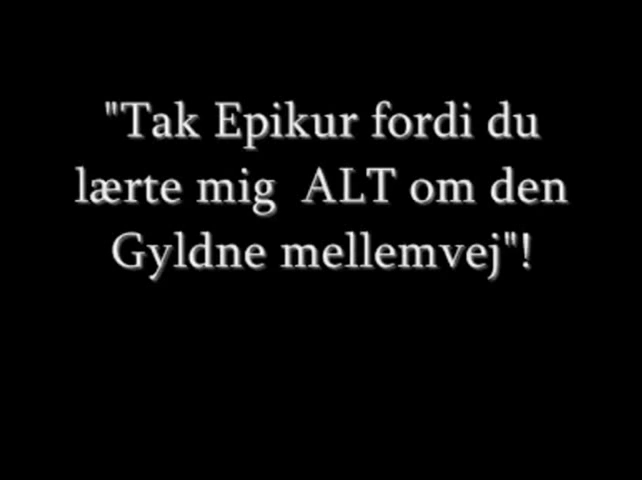 "Tak Epikur fordi du
lærte mig ALT om den
Gyldne mellemvej"!